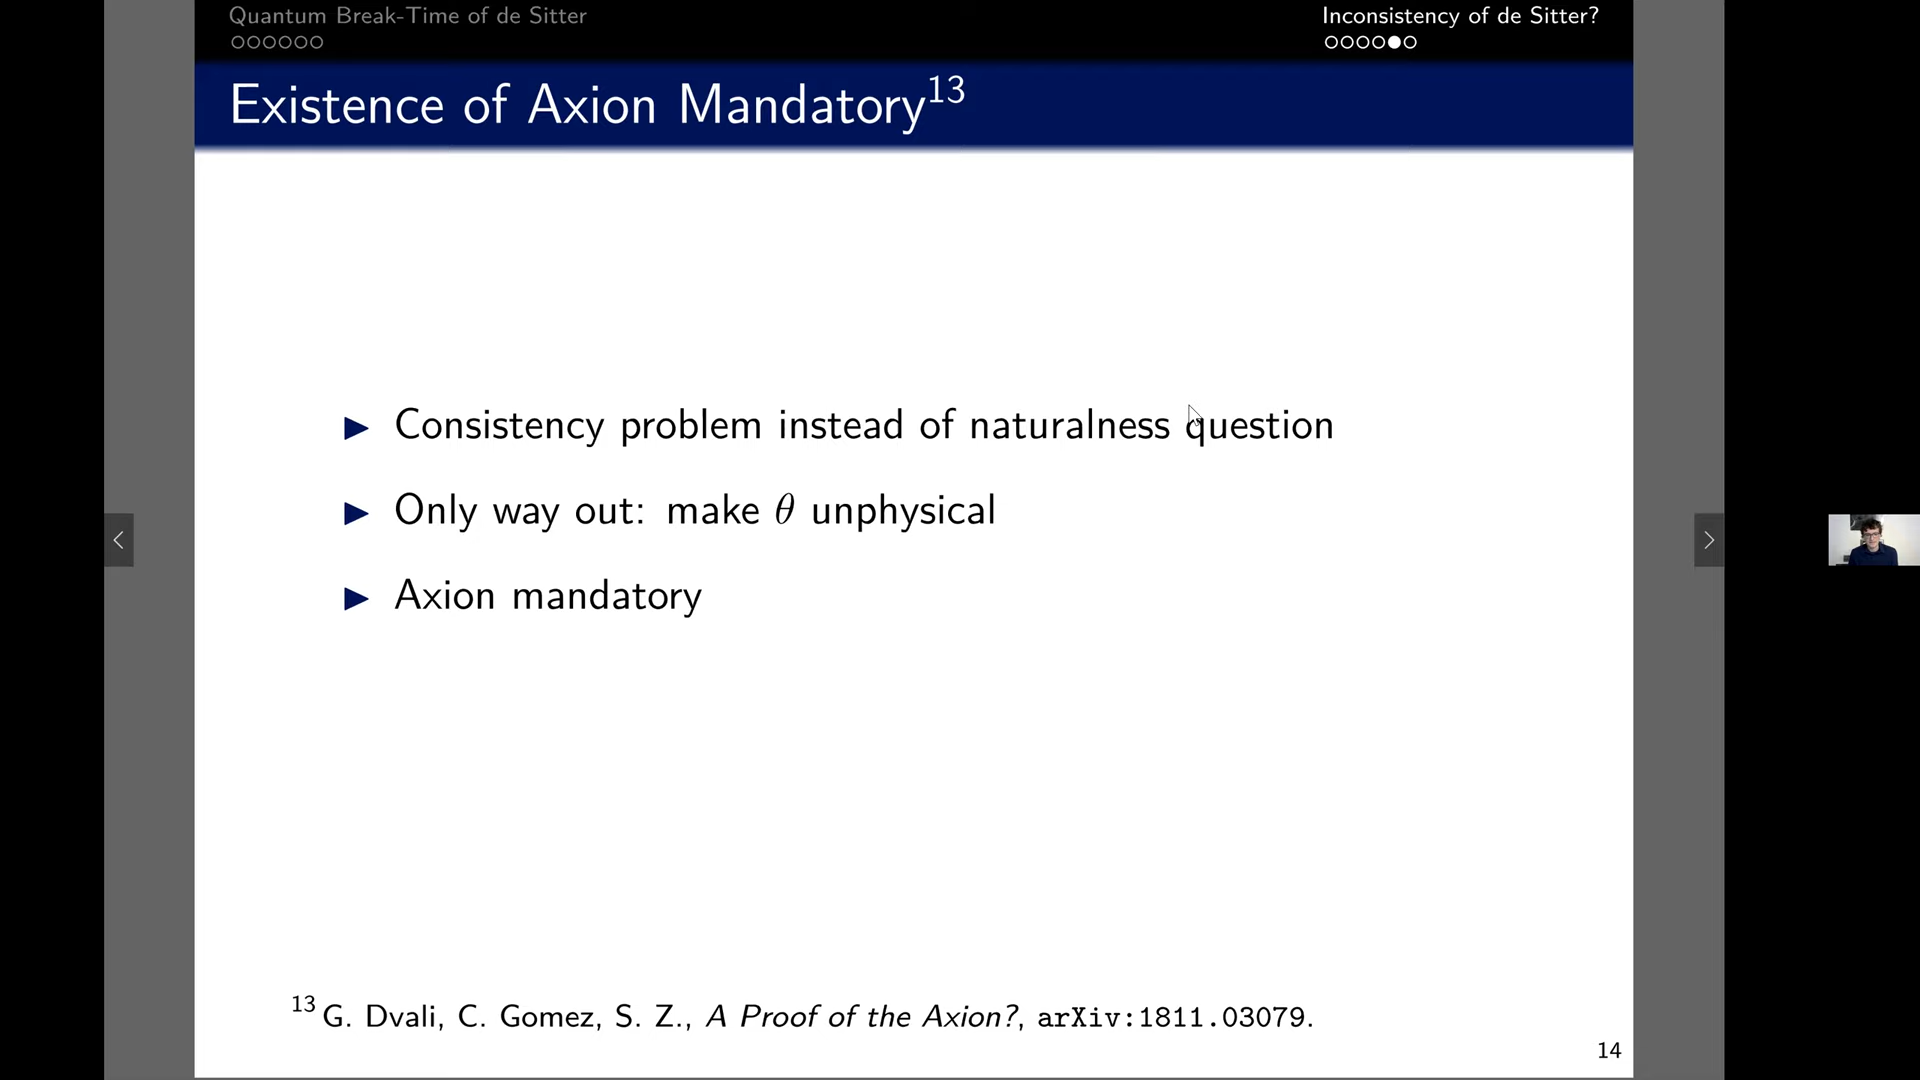 Quantum Break-Time of de Sitter
Inconsistency of de Sitter?
Existence of Axion Mandatory¹³
Consistency problem instead of naturalness question
Only way out: make θ unphysical
Axion mandatory
¹³ G. Dvali, C. Gomez, S. Z., A Proof of the Axion?, arXiv:1811.03079.
14